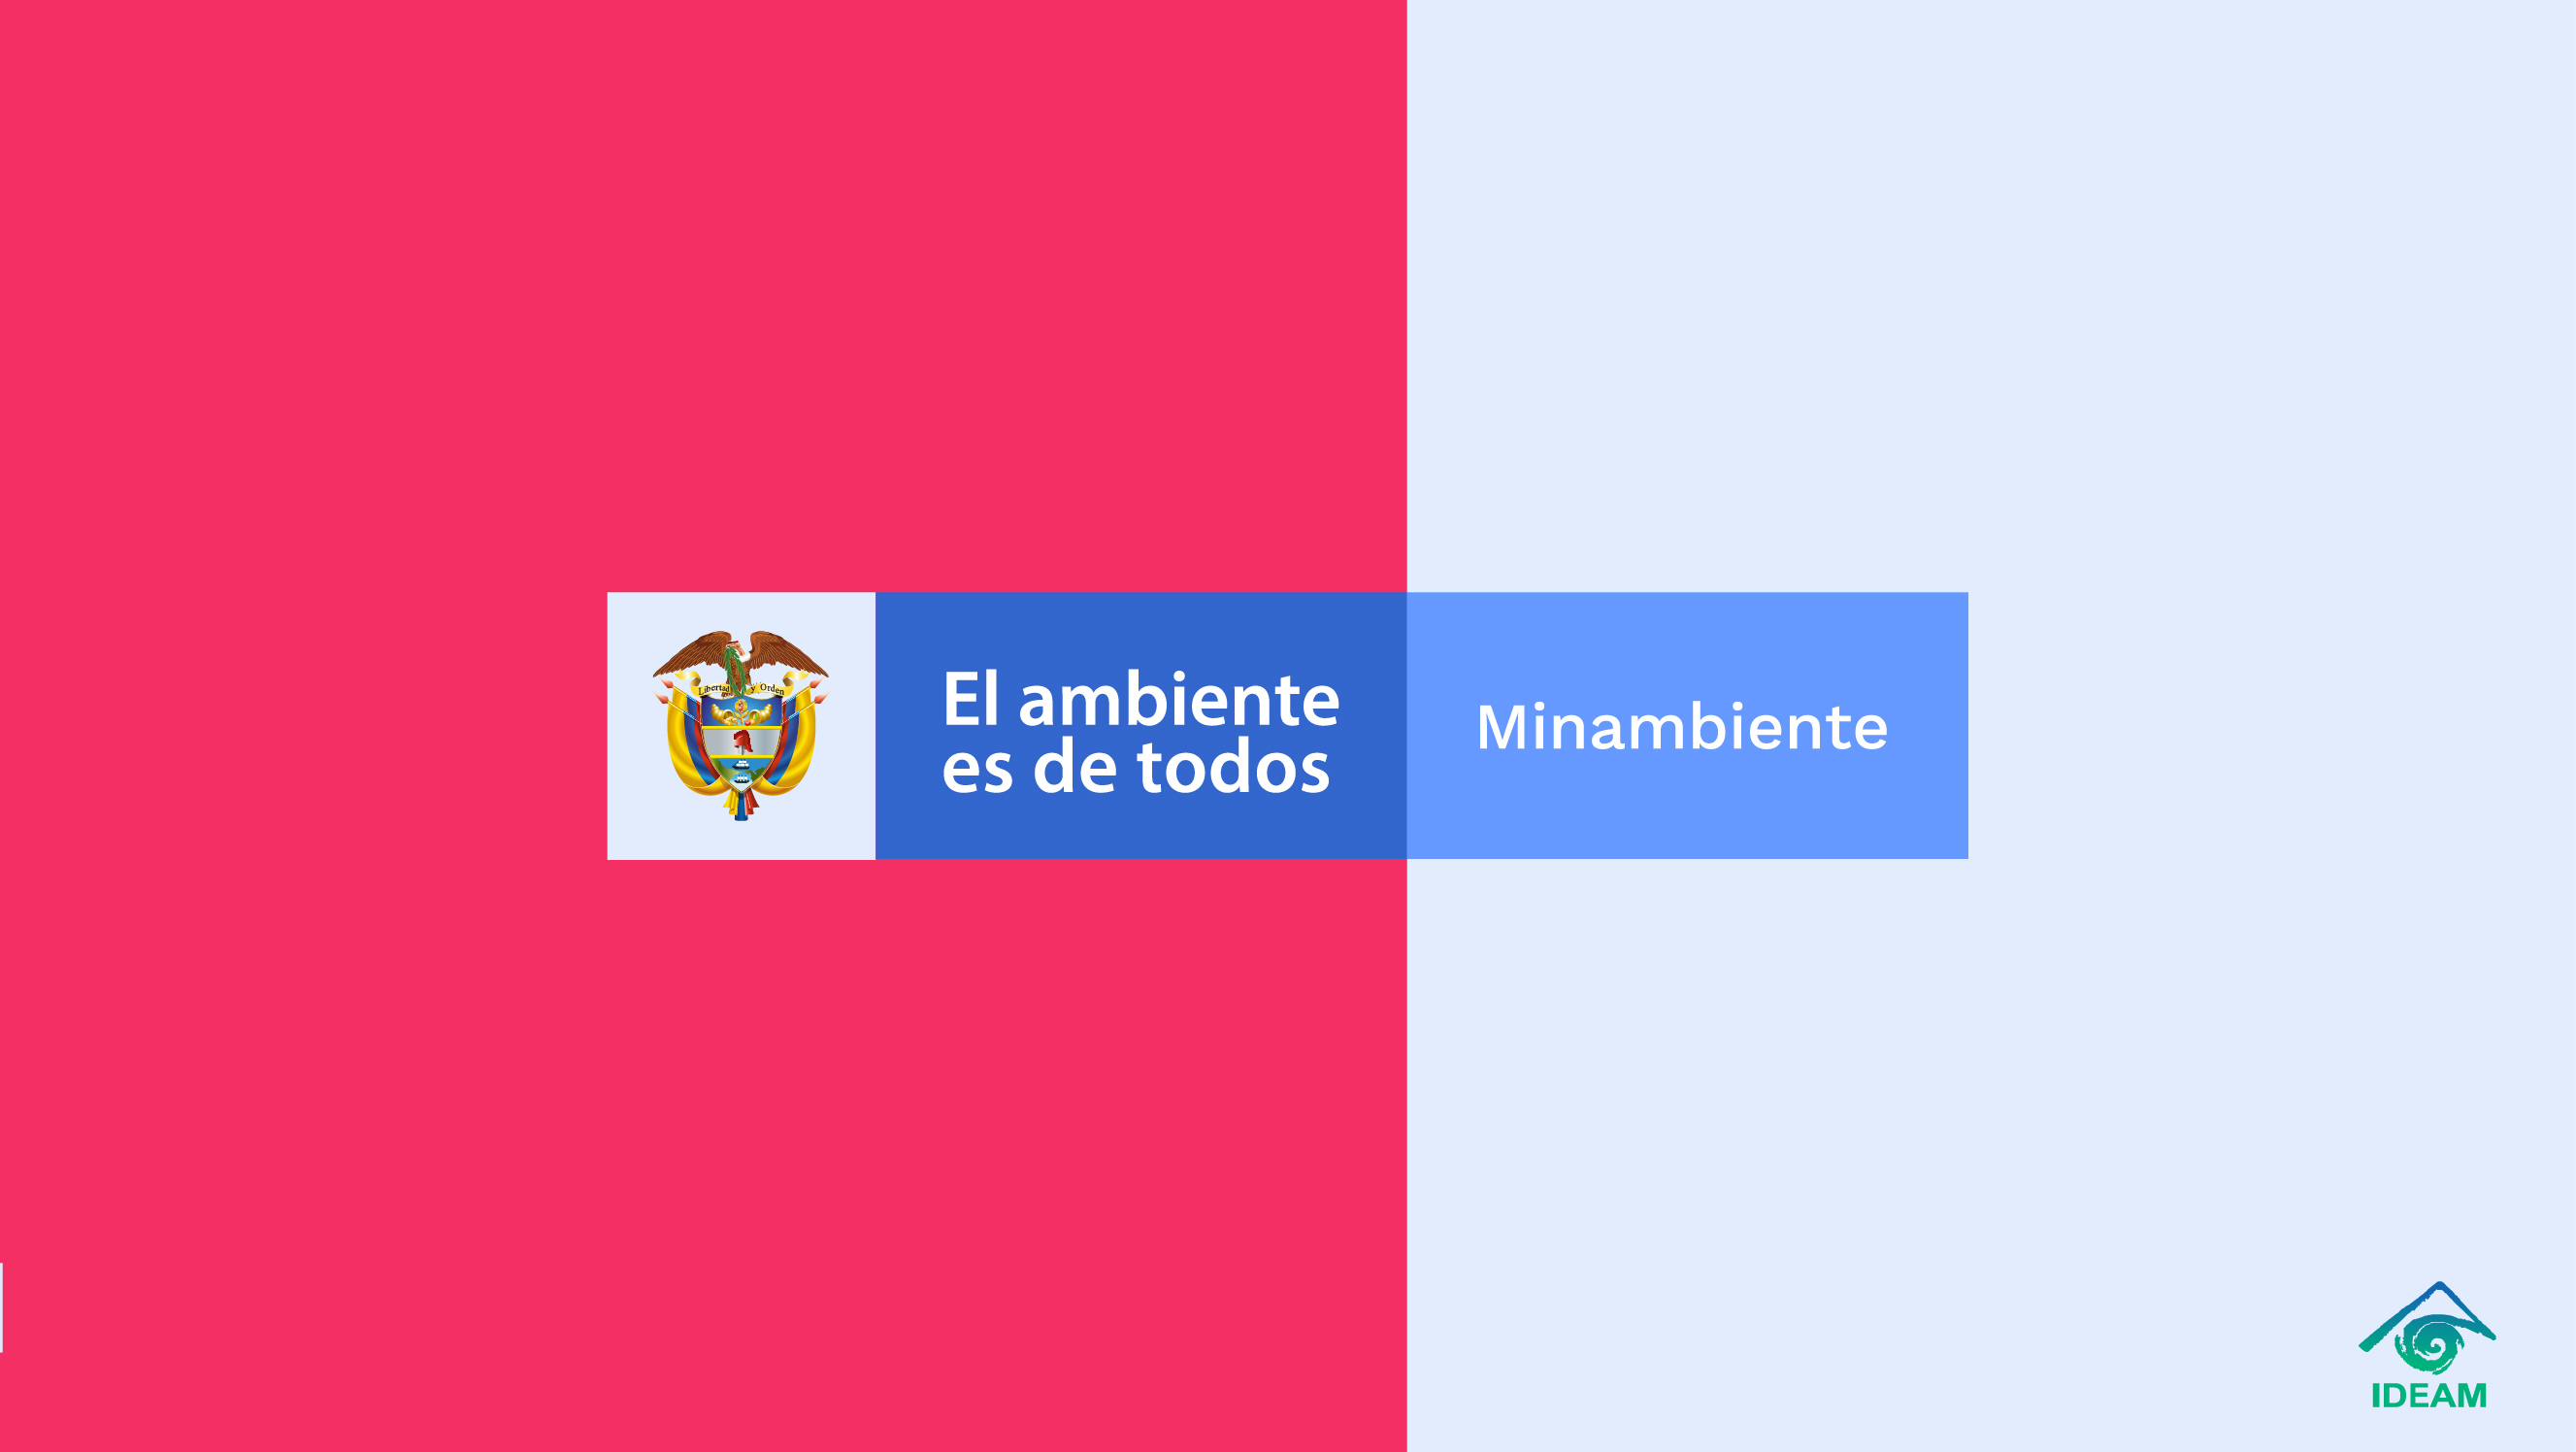 Libertad y Orden
El ambiente
es de todos
Minambiente
IDEAM